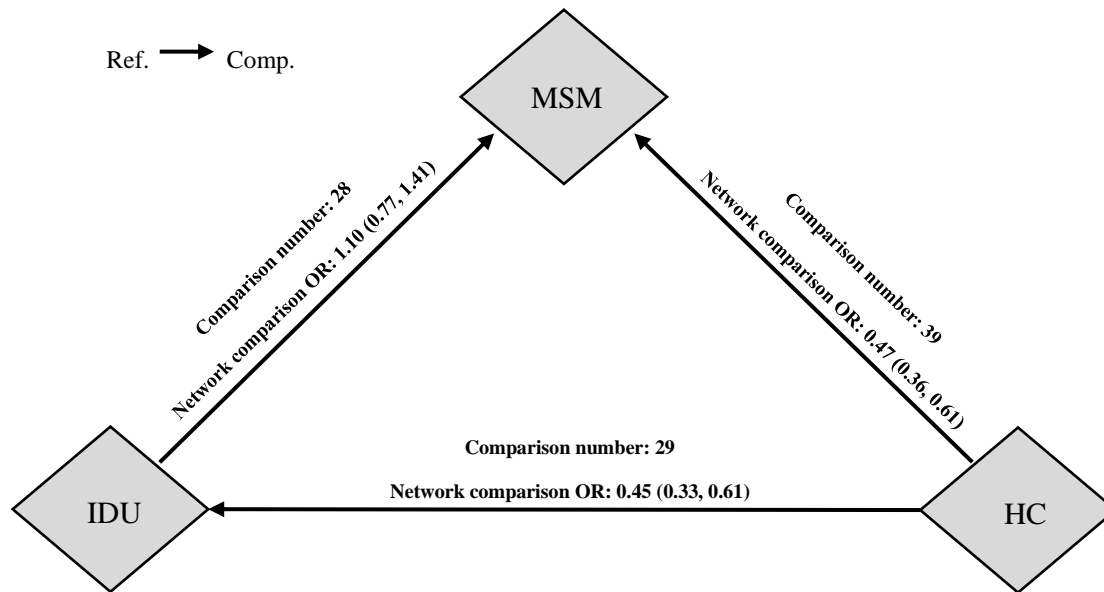 Ref. Comp.
MSM
Comparison number: 28
Network comparison OR: 1.10 (0.77, 1.41)
Comparison number: 39
Network comparison OR: 0.47 (0.36, 0.61)
Comparison number: 29
Network comparison OR: 0.45 (0.33, 0.61)
IDU
HC